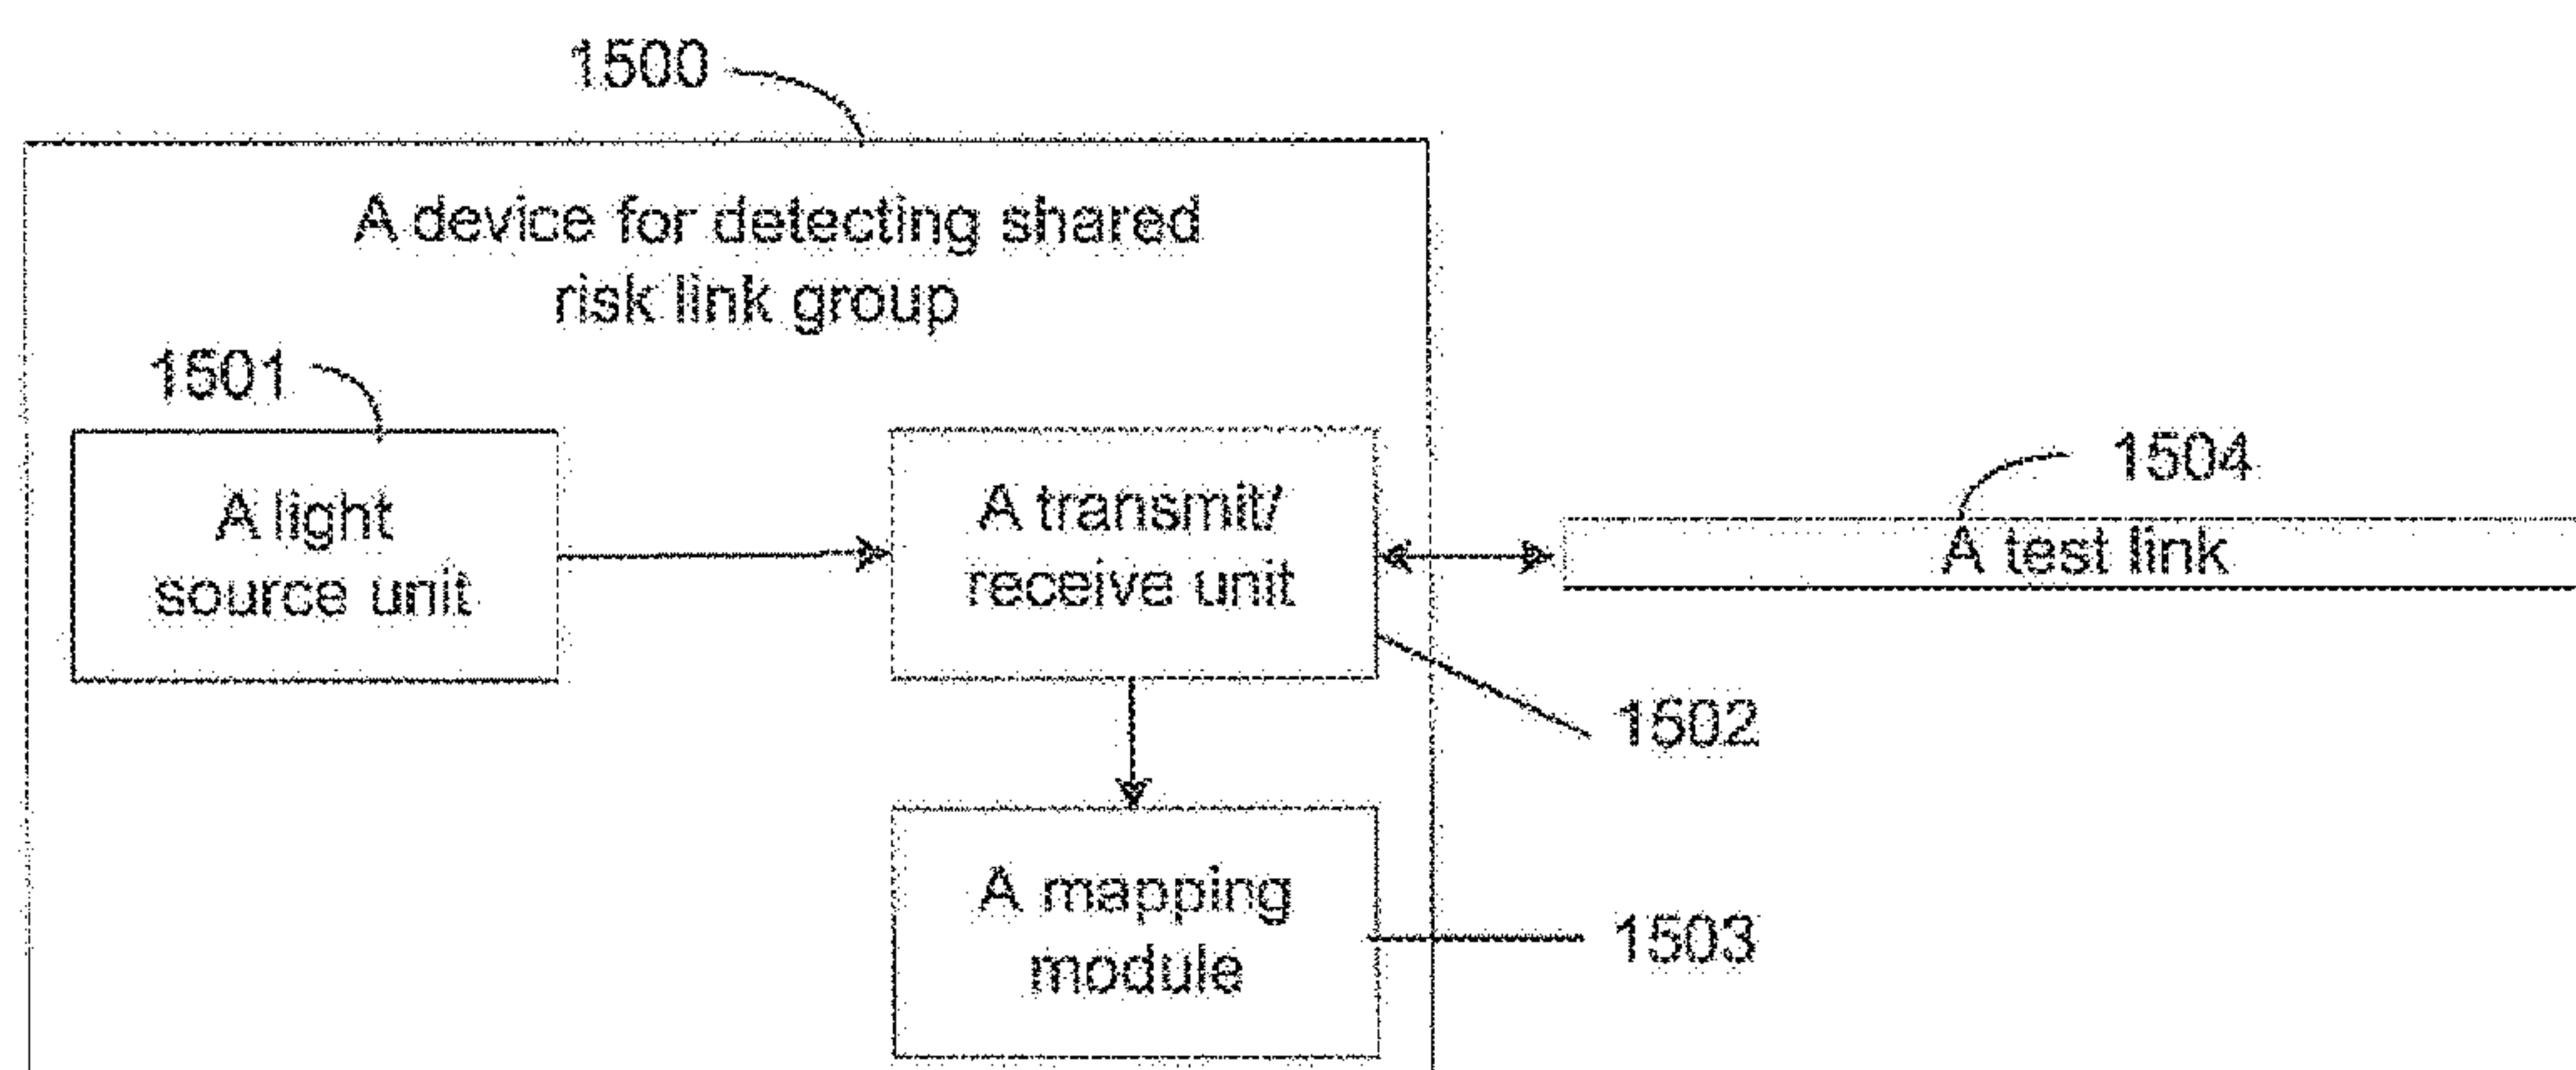 1500
A device for detecting shared
risk link group
1501
A light
source unit
A transmit/
receive unit
1504
A test link
1502
A mapping
module
1503